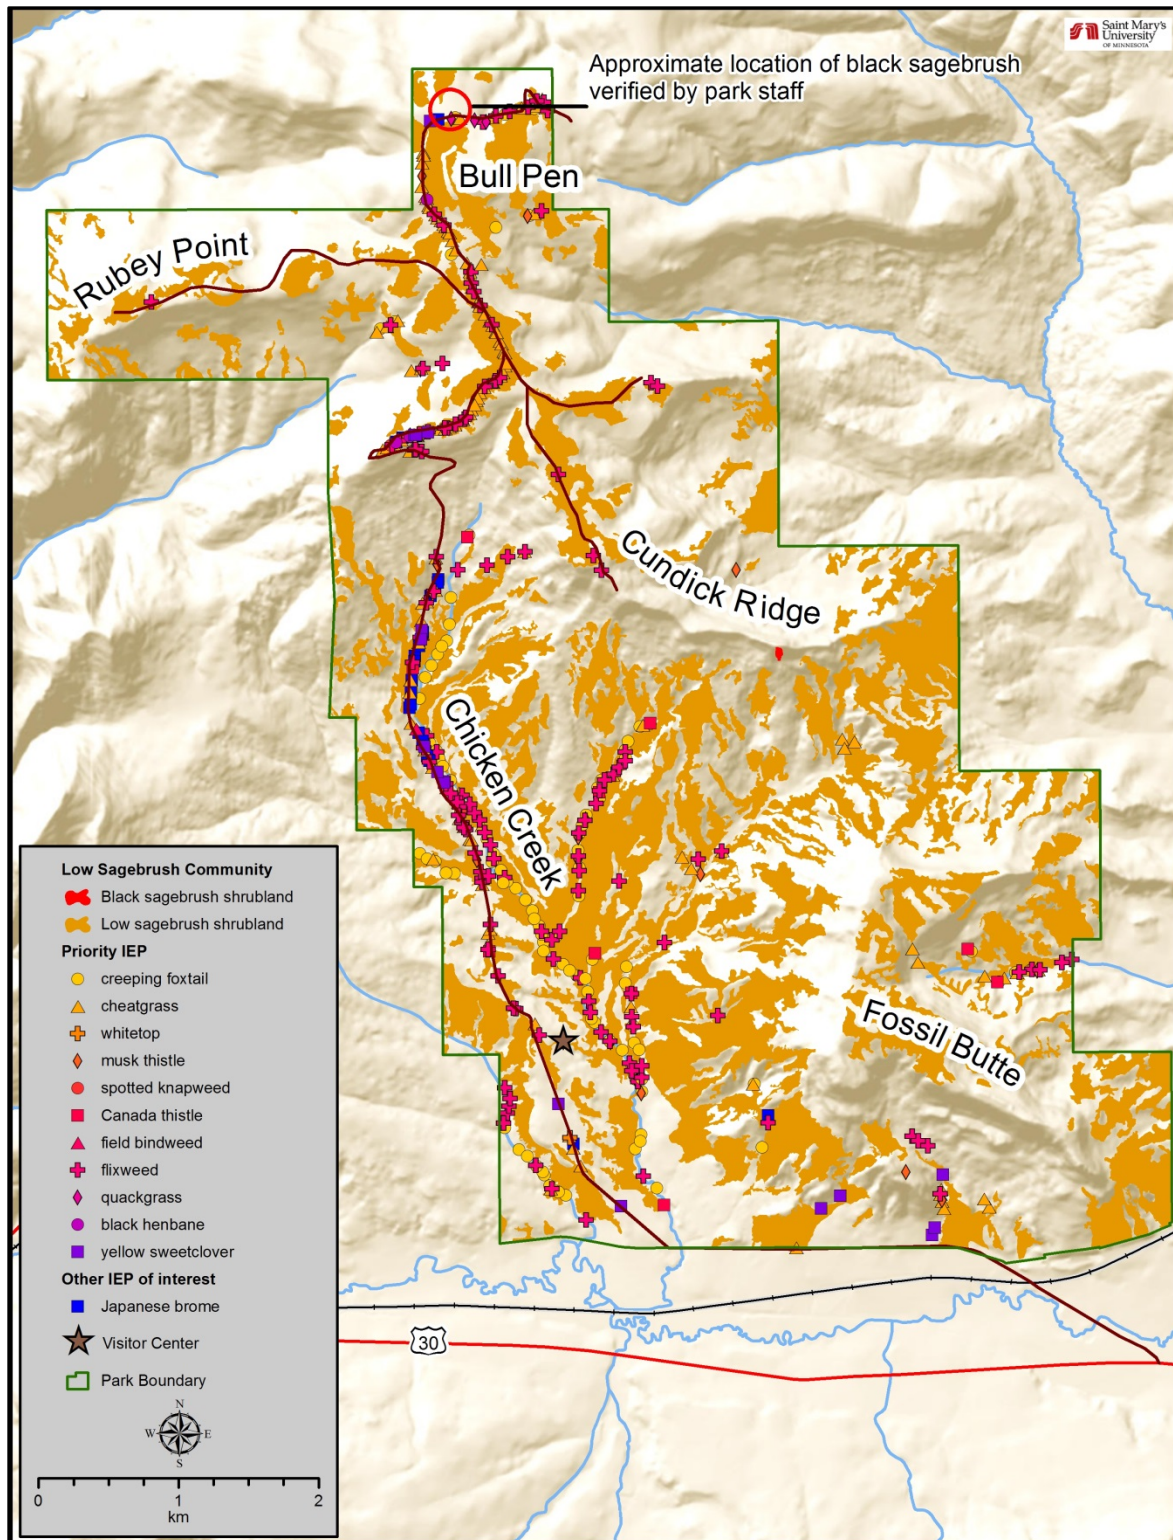 Saint Mary's
University
OF MINNESOTA
Approximate location of black sagebrush
verified by park staff
Bull Pen
Rubey Point
Cundick Ridge
Chicken Creek
Fossil Butte
30
Low Sagebrush Community
Black sagebrush shrubland
Low sagebrush shrubland
Priority IEP
creeping foxtail
cheatgrass
whitetop
musk thistle
spotted knapweed
Canada thistle
field bindweed
flixweed
quackgrass
black henbane
yellow sweetclover
Other IEP of interest
Japanese brome
Visitor Center
Park Boundary
N
W E
S
0 1 2
km